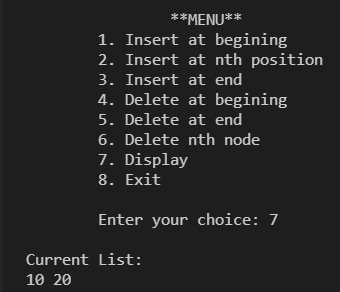 **MENU**
1. Insert at begining
2. Insert at nth position
3. Insert at end
4. Delete at begining
5. Delete at end
6. Delete nth node
7. Display
8. Exit
Enter your choice: 7
Current List:
10 20